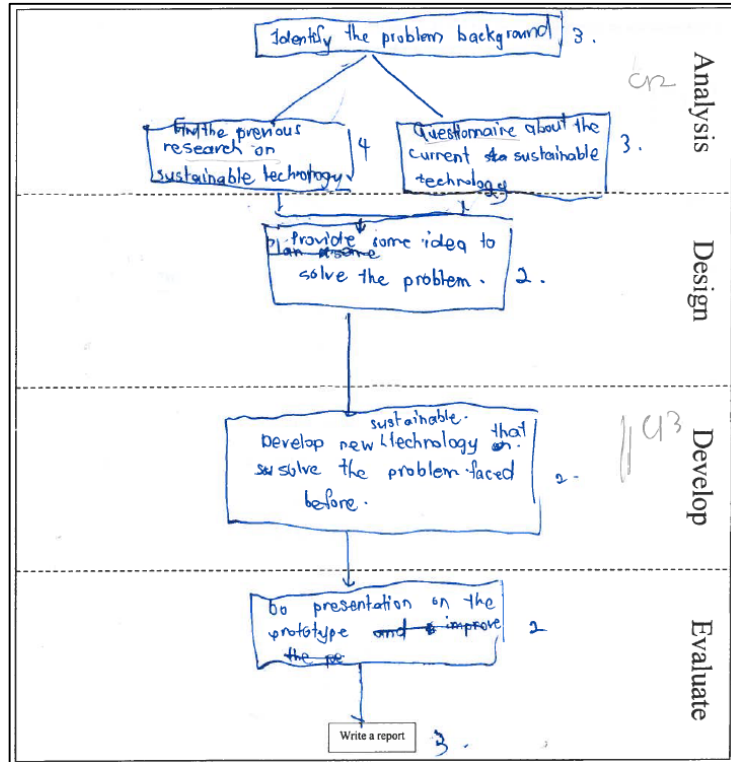 Identify the problem background 3.
Analysis
Find the previous
research on
sustainable technology
4
Questionnaire about the
current sustainable
technology
3.
Design
Provide some idea to
solve the problem. 2.
Develop
sustainable.
Develop new technology that
solve the problem faced
before.
2.
Evaluate
Do presentation on the
prototype and improve
the
2
Write a report 3.